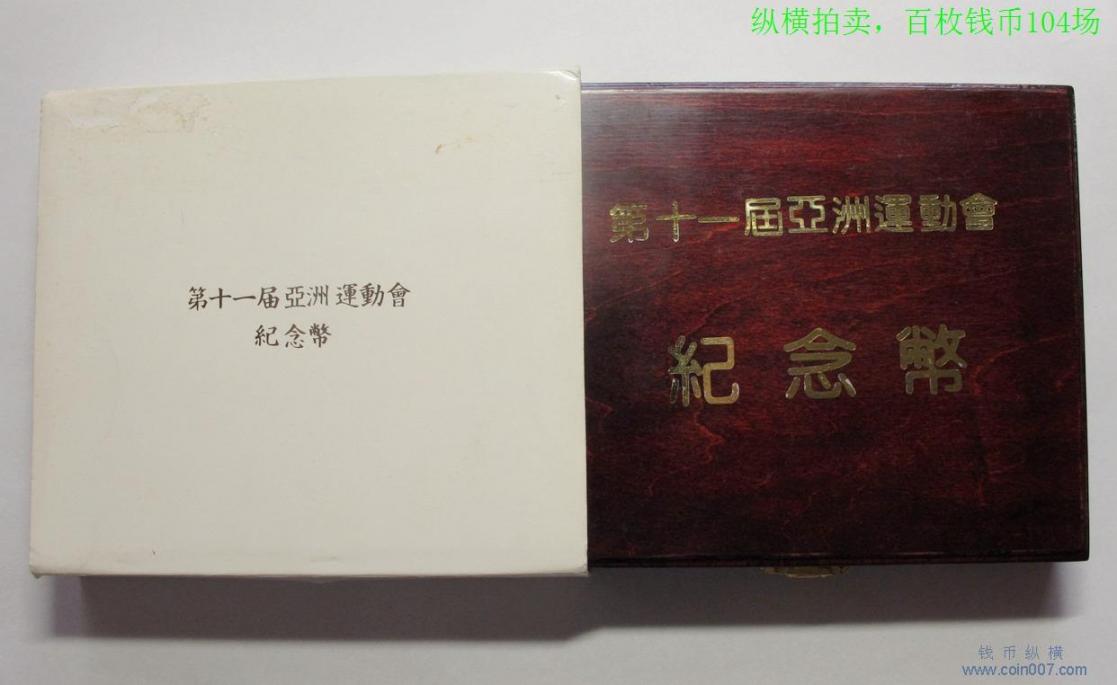 纵横拍卖，百枚钱币104场
第十一届亞洲運動會
紀念幣
第十一屆亞洲運動會
紀念幣
钱币纵横
www.coin007.com